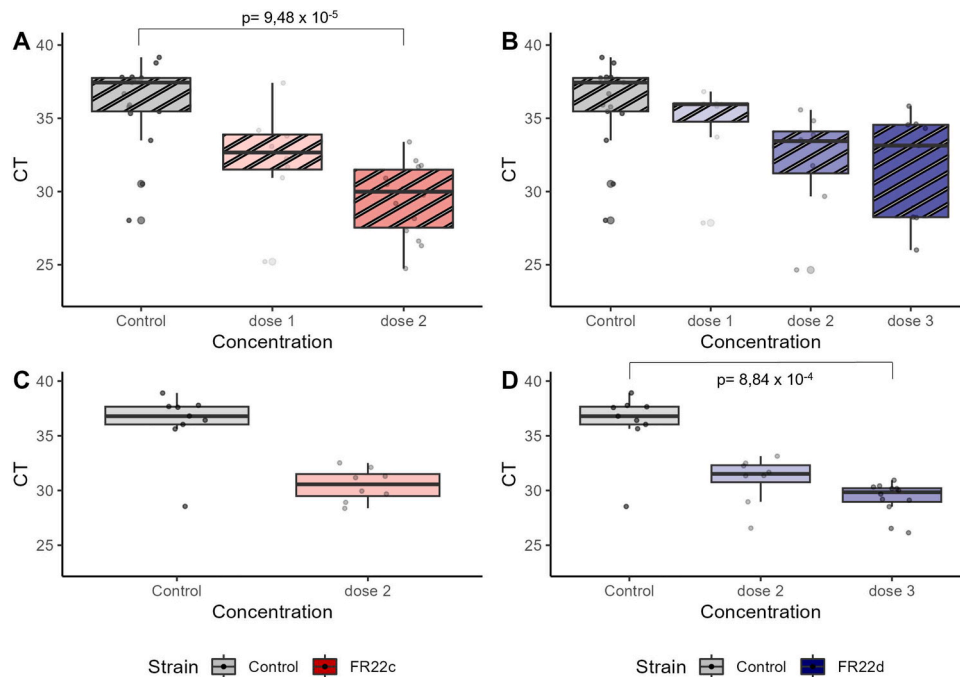 A
p= 9,48 x 10-5
CT
40
35
30
25
Control
dose 1
dose 2
Concentration
B
CT
40
35
30
25
Control
dose 1
dose 2
dose 3
Concentration
C
CT
40
35
30
25
Control
dose 2
Concentration
D
p= 8,84 x 10-4
CT
40
35
30
25
Control
dose 2
dose 3
Concentration
Strain Control FR22c
Strain Control FR22d